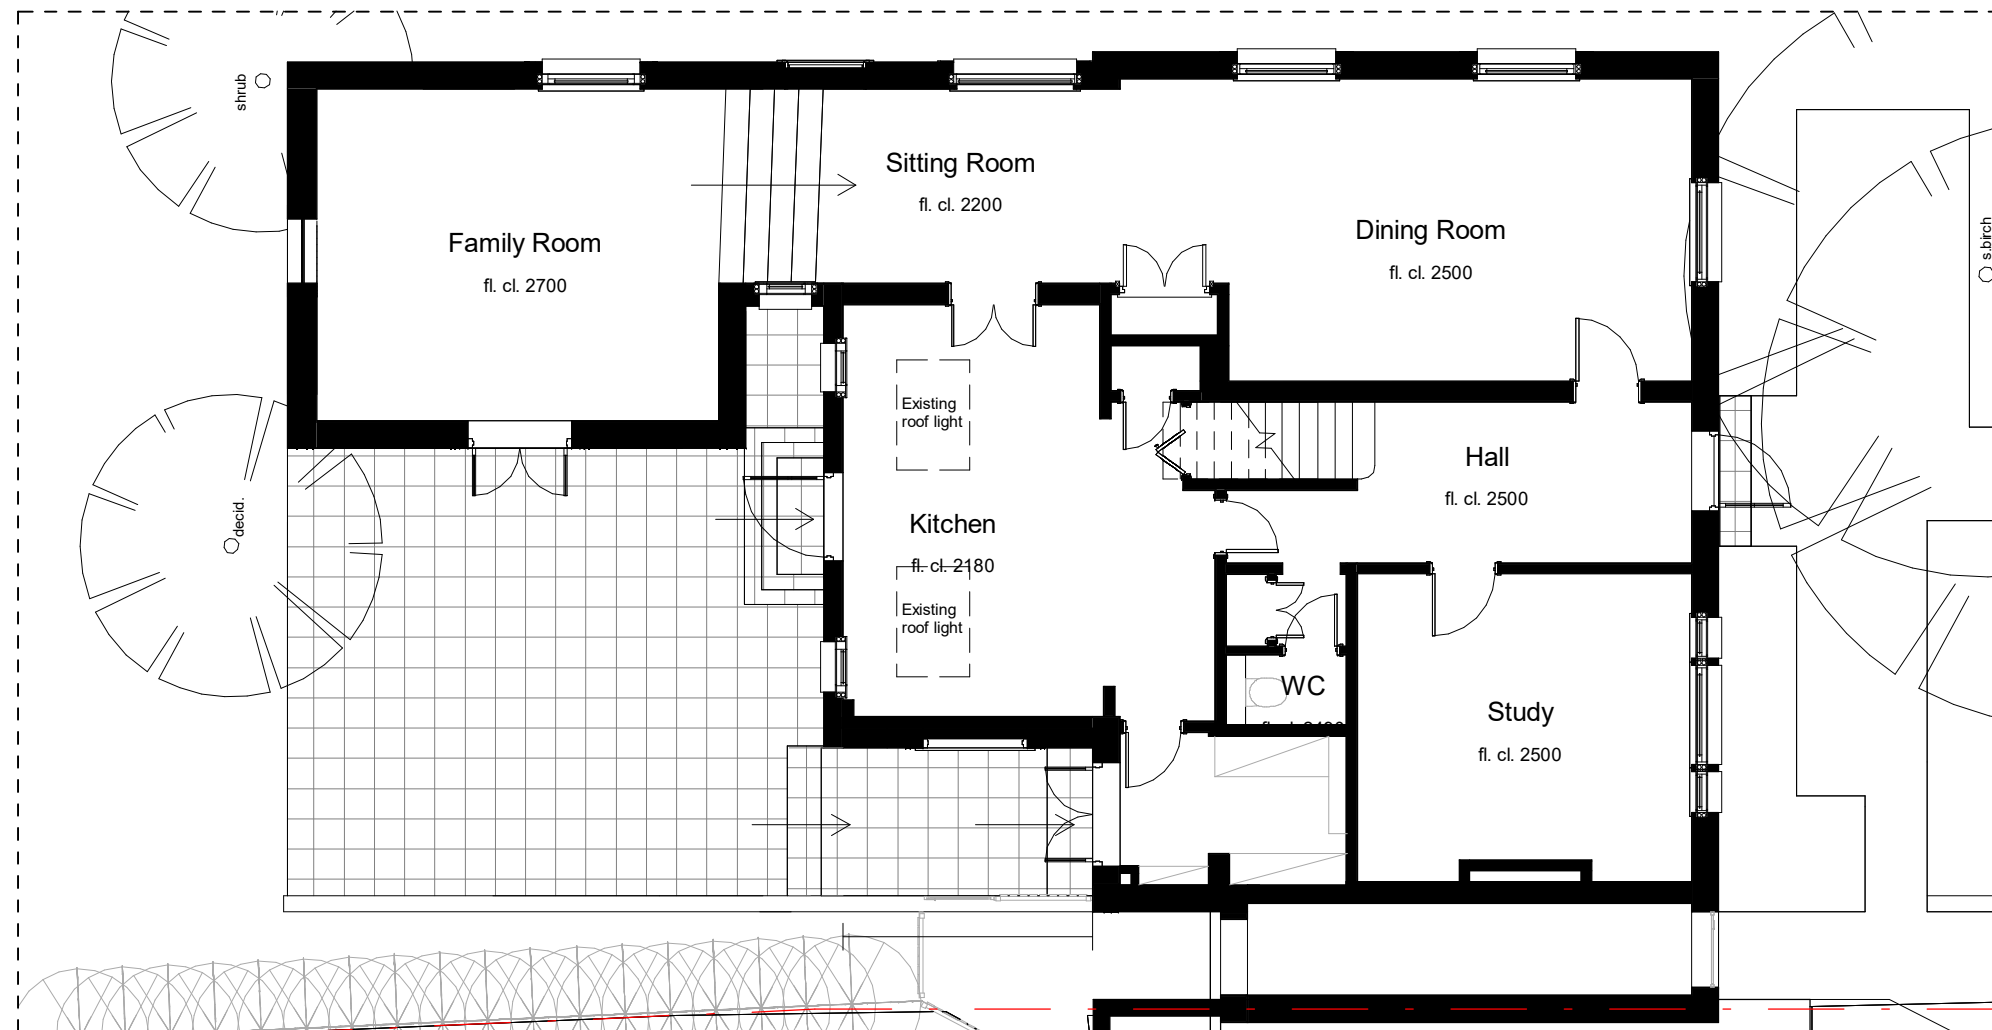 shrub
Sitting Room
fl. cl. 2200
Family Room
fl. cl. 2700
Dining Room
fl. cl. 2500
s.birch
Existing
roof light
Hall
fl. cl. 2500
decid.
Kitchen
fl. cl. 2180
Existing
roof light
WC
Study
fl. cl. 2500